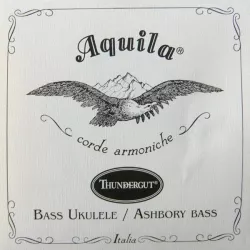 Aquila®
corde armoniche
THUNDERGUT®
BASS UKULELE / ASHBORY BASS
Italia